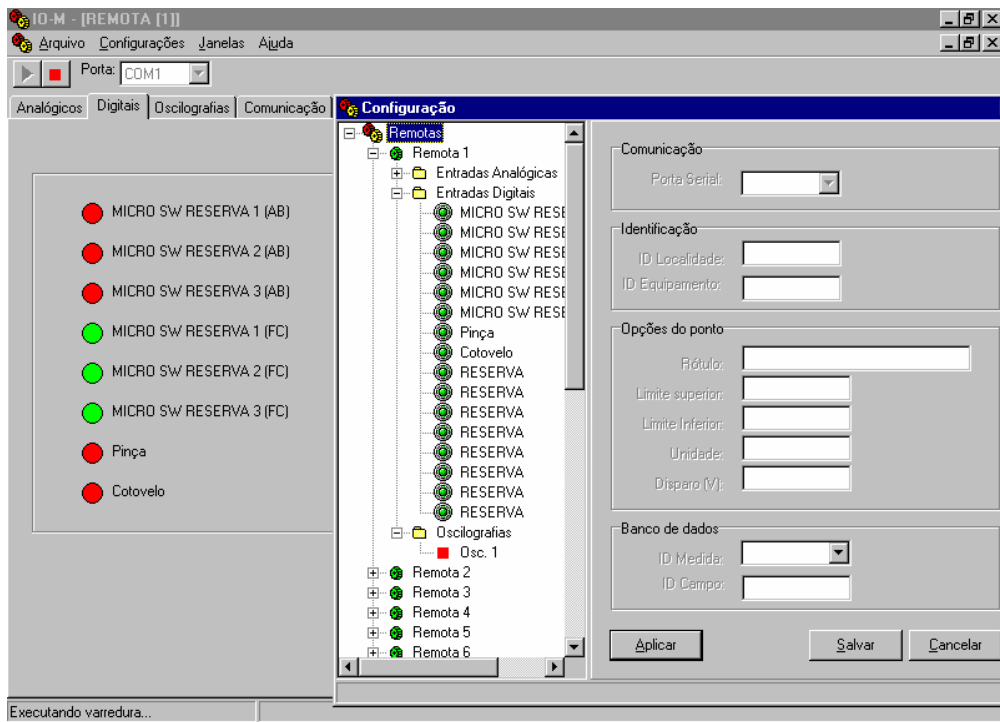 IO-M - [REMOTA [1]]
Arquivo Configurações Janelas Ajuda
Porta: COM1
Analógicos Digitais Oscilografias Comunicação
MICRO SW RESERVA 1 (AB)
MICRO SW RESERVA 2 (AB)
MICRO SW RESERVA 3 (AB)
MICRO SW RESERVA 1 (FC)
MICRO SW RESERVA 2 (FC)
MICRO SW RESERVA 3 (FC)
Pinça
Cotovelo
Configuração
Remotas
Remota 1
Entradas Analógicas
Entradas Digitais
MICRO SW RESE
MICRO SW RESE
MICRO SW RESE
MICRO SW RESE
MICRO SW RESE
MICRO SW RESE
Pinça
Cotovelo
RESERVA
RESERVA
RESERVA
RESERVA
RESERVA
RESERVA
RESERVA
RESERVA
Oscilografias
Osc. 1
Remota 2
Remota 3
Remota 4
Remota 5
Remota 6
Comunicação
Porta Serial:
Identificação
ID Localidade:
ID Equipamento:
Opções do ponto
Rótulo:
Limite superior:
Limite Inferior:
Unidade:
Disparo (V):
Banco de dados
ID Medida:
ID Campo:
Aplicar Salvar Cancelar
Executando varredura...